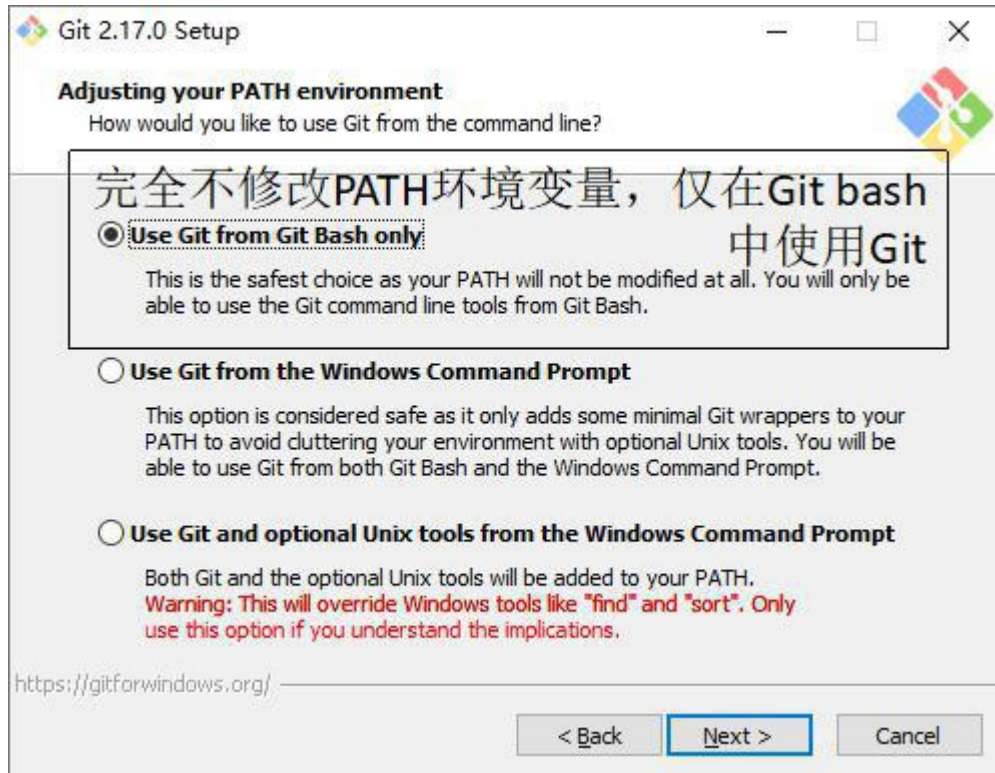 Git 2.17.0 Setup
Adjusting your PATH environment
How would you like to use Git from the command line?
完全不修改PATH环境变量，仅在Git bash
中使用Git
Use Git from Git Bash only
This is the safest choice as your PATH will not be modified at all. You will only be
able to use the Git command line tools from Git Bash.
Use Git from the Windows Command Prompt
This option is considered safe as it only adds some minimal Git wrappers to your
PATH to avoid cluttering your environment with optional Unix tools. You will be
able to use Git from both Git Bash and the Windows Command Prompt.
Use Git and optional Unix tools from the Windows Command Prompt
Both Git and the optional Unix tools will be added to your PATH.
Warning: This will override Windows tools like "find" and "sort". Only
use this option if you understand the implications.
https://gitforwindows.org/
< Back
Next >
Cancel